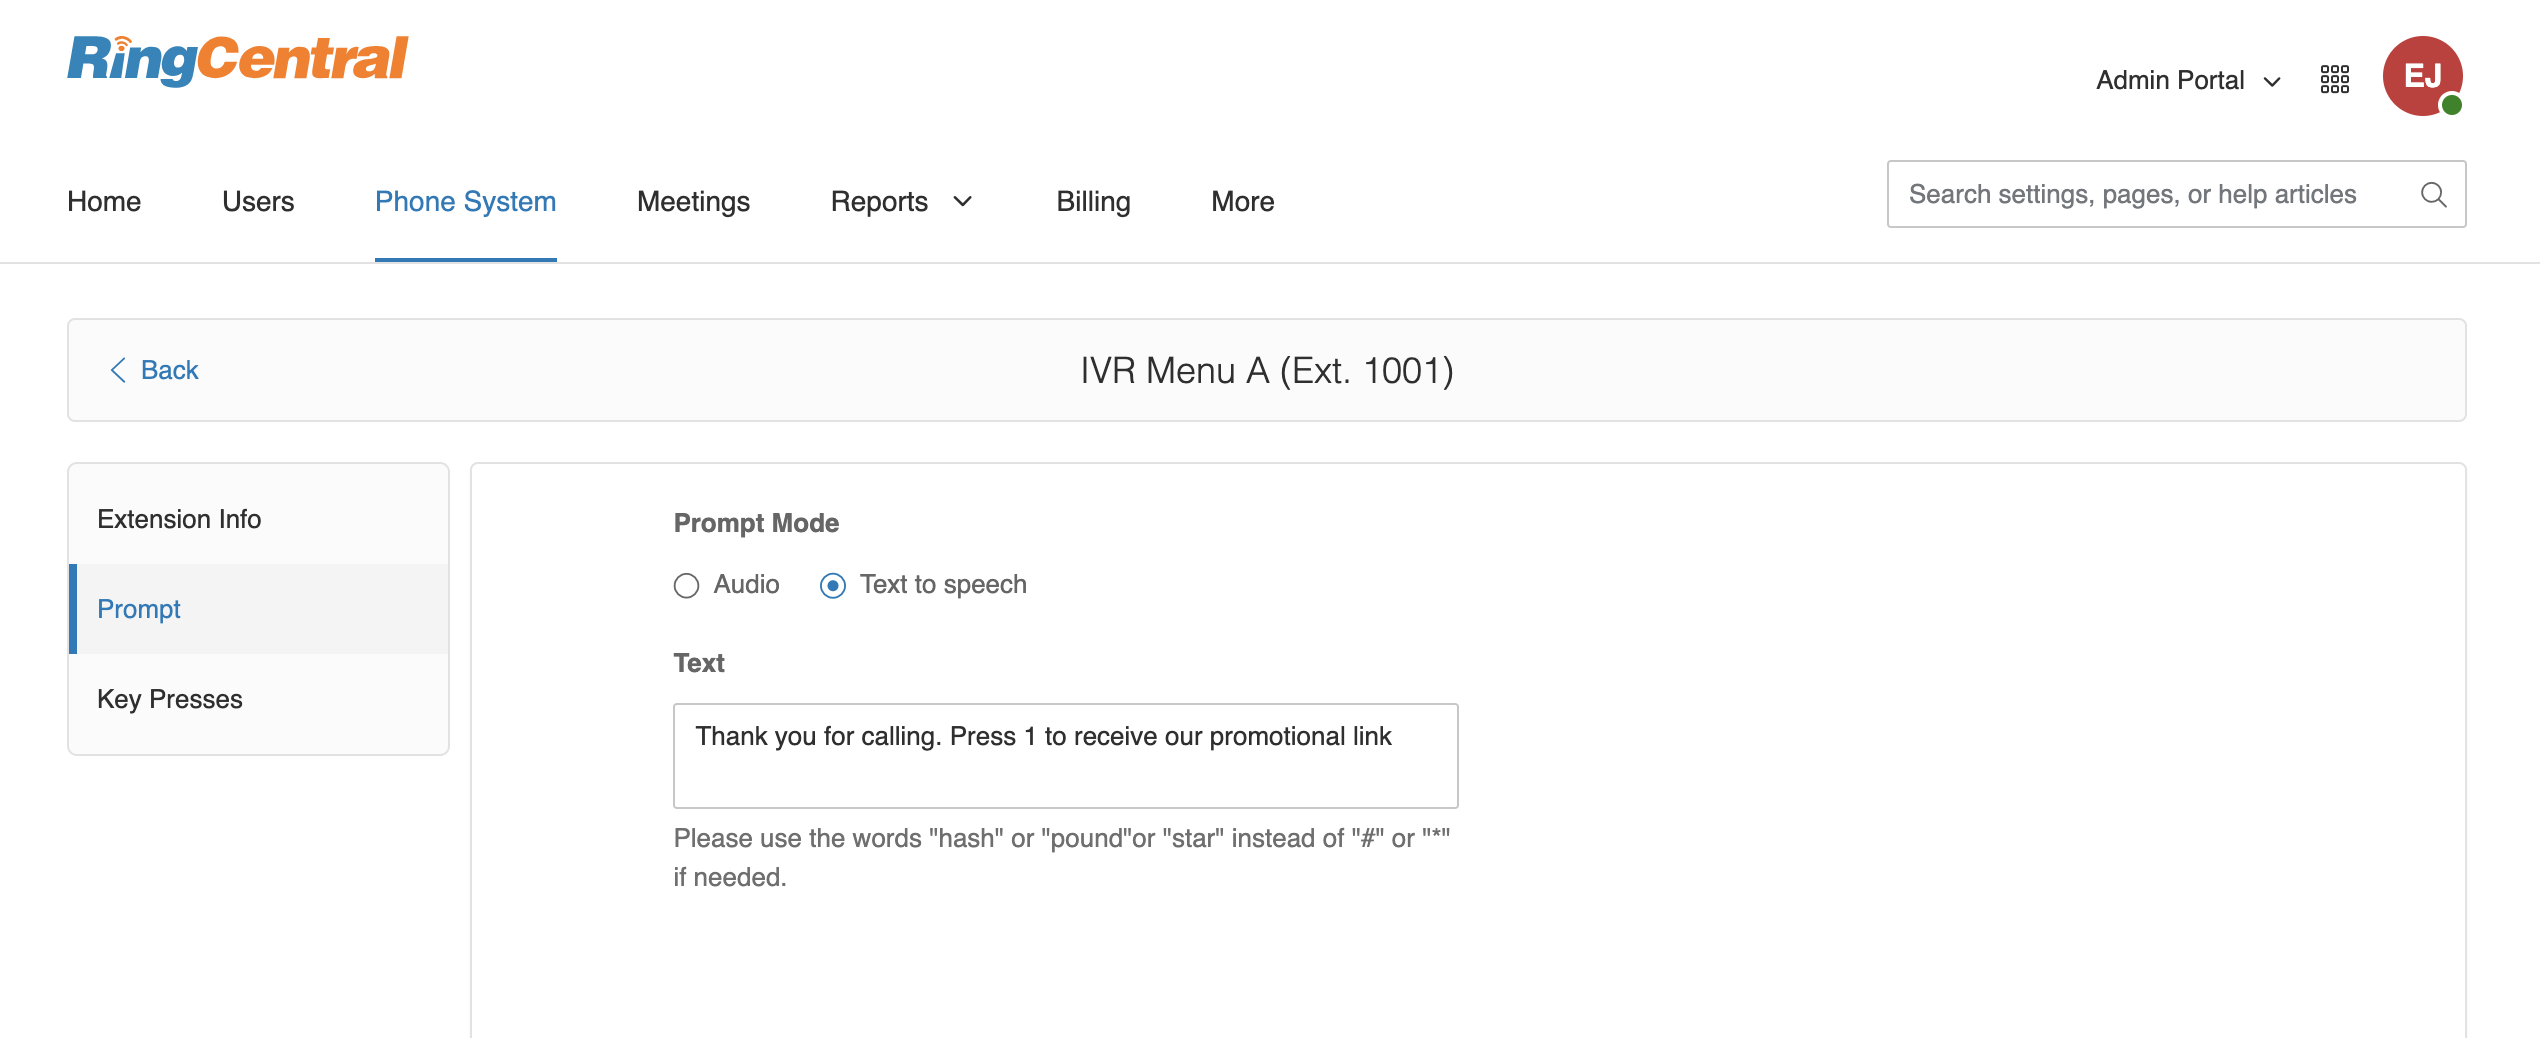 RingCentral
Admin Portal
EJ
Home Users Phone System Meetings Reports Billing More
Search settings, pages, or help articles
Back
IVR Menu A (Ext. 1001)
Extension Info
Prompt
Key Presses
Prompt Mode
Audio Text to speech
Text
Thank you for calling. Press 1 to receive our promotional link
Please use the words "hash" or "pound"or "star" instead of "#" or "*"
if needed.